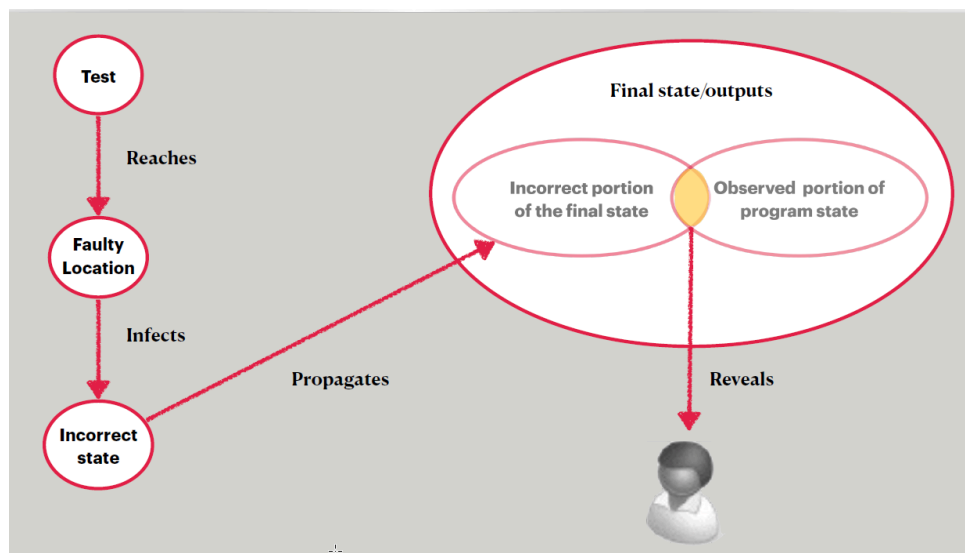 Test
Reaches
Faulty
Location
Infects
Incorrect
state
Propagates
Final state/outputs
Incorrect portion
of the final state
Observed portion of
program state
Reveals